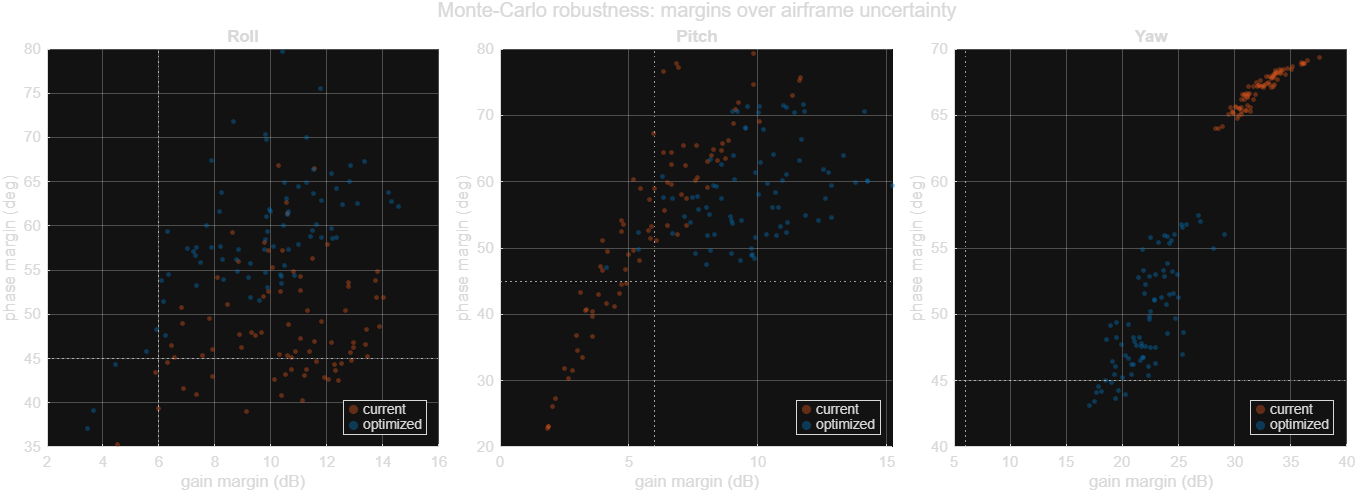 Monte-Carlo robustness: margins over airframe uncertainty
Roll
80
75
70
65
60
55
50
45
40
35
phase margin (deg)
2
4
6
8
10
12
14
16
gain margin (dB)
current
optimized
Pitch
80
70
60
50
40
30
20
phase margin (deg)
0
5
10
15
gain margin (dB)
current
optimized
Yaw
70
65
60
55
50
45
40
phase margin (deg)
5
10
15
20
25
30
35
40
gain margin (dB)
current
optimized